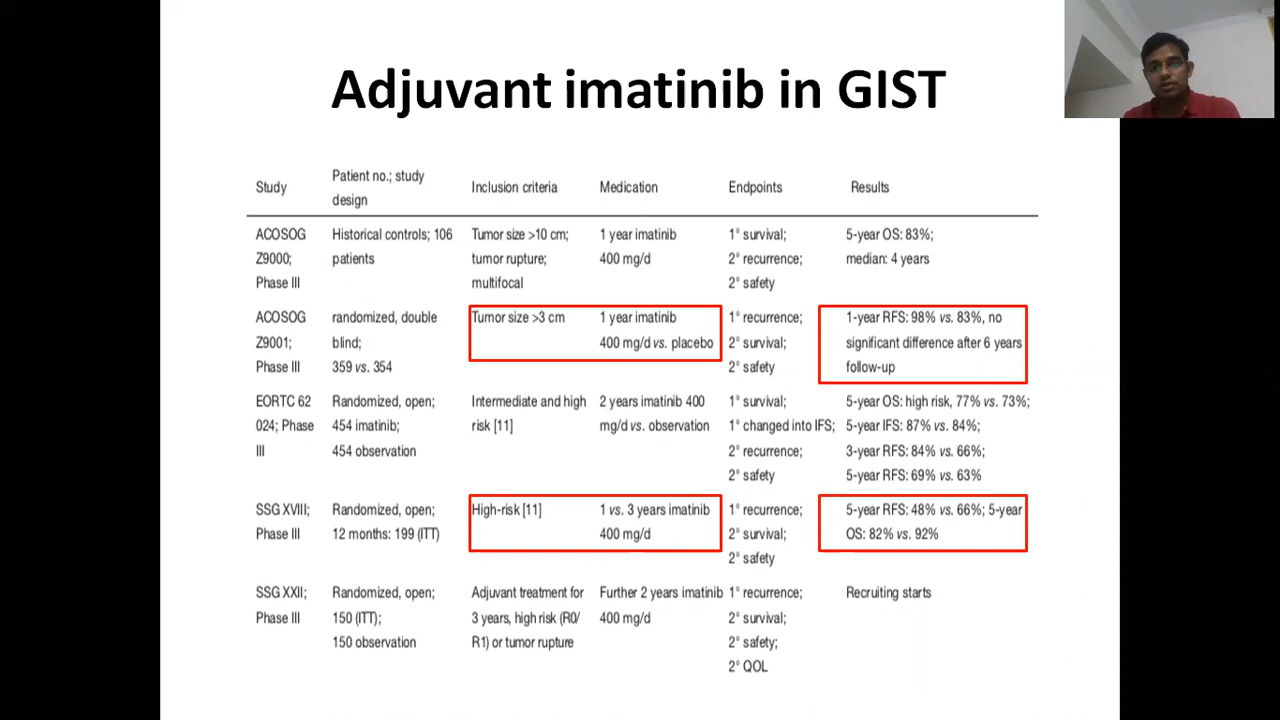 Adjuvant imatinib in GIST
Study
Patient no.; study
design
Inclusion criteria
Medication
Endpoints
Results
ACOSOG
Z9000;
Phase III
Historical controls; 106
patients
Tumor size >10 cm;
tumor rupture;
multifocal
1 year imatinib
400 mg/d
1° survival;
2° recurrence;
2° safety
5-year OS: 83%;
median: 4 years
ACOSOG
Z9001;
Phase III
randomized, double
blind;
359 vs. 354
Tumor size >3 cm
1 year imatinib
400 mg/d vs. placebo
1° recurrence;
2° survival;
2° safety
1-year RFS: 98% vs. 83%, no
significant difference after 6 years
follow-up
EORTC 62
024; Phase
III
Randomized, open;
454 imatinib;
454 observation
Intermediate and high
risk [11]
2 years imatinib 400
mg/d vs. observation
1° survival;
1° changed into IFS;
2° recurrence;
2° safety
5-year OS: high risk, 77% vs. 73%;
5-year IFS: 87% vs. 84%;
3-year RFS: 84% vs. 66%;
5-year RFS: 69% vs. 63%
SSG XVIII;
Phase III
Randomized, open;
12 months: 199 (ITT)
High-risk [11]
1 vs. 3 years imatinib
400 mg/d
1° recurrence;
2° survival;
2° safety
5-year RFS: 48% vs. 66%; 5-year
OS: 82% vs. 92%
SSG XXII;
Phase III
Randomized, open;
150 (ITT);
150 observation
Adjuvant treatment for
3 years, high risk (R0/
R1) or tumor rupture
Further 2 years imatinib
400 mg/d
1° recurrence;
2° survival;
2° safety;
2° QOL
Recruiting starts